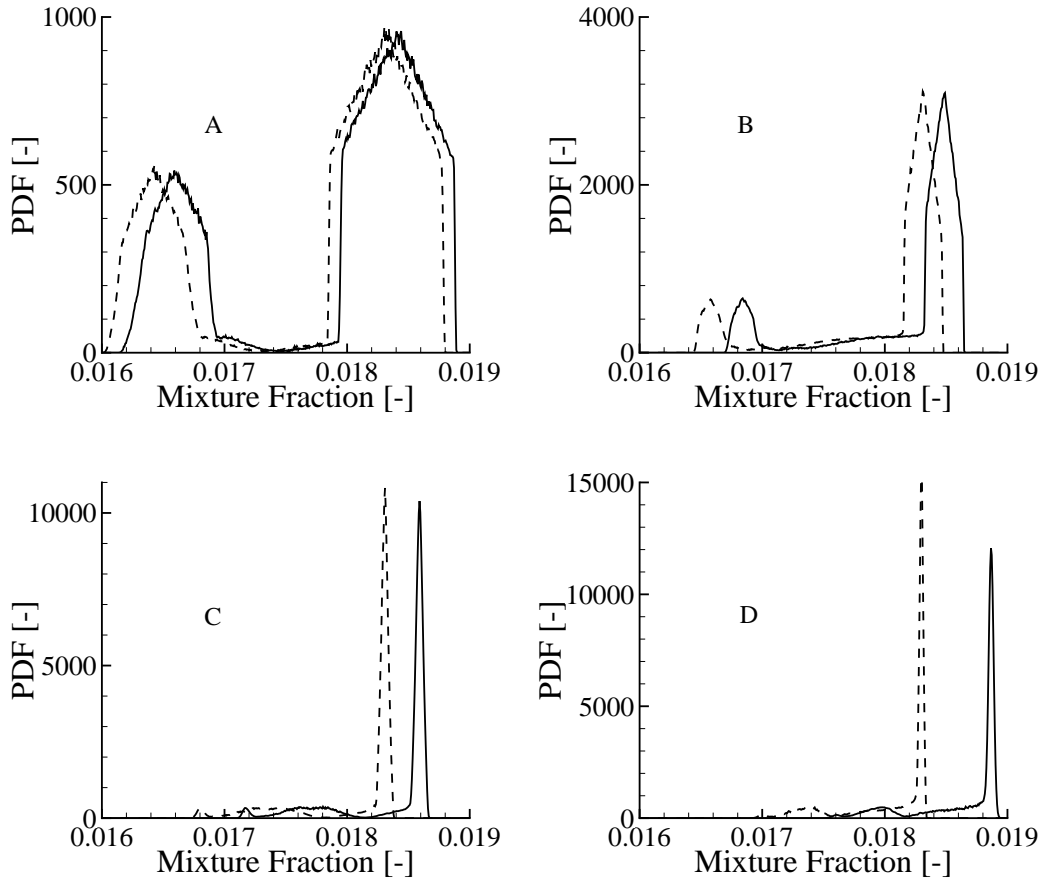 1000
500
0
PDF [-]
A
0.016 0.017 0.018 0.019
Mixture Fraction [-]
4000
2000
0
PDF [-]
B
0.016 0.017 0.018 0.019
Mixture Fraction [-]
10000
5000
0
PDF [-]
C
0.016 0.017 0.018 0.019
Mixture Fraction [-]
15000
10000
5000
0
PDF [-]
D
0.016 0.017 0.018 0.019
Mixture Fraction [-]